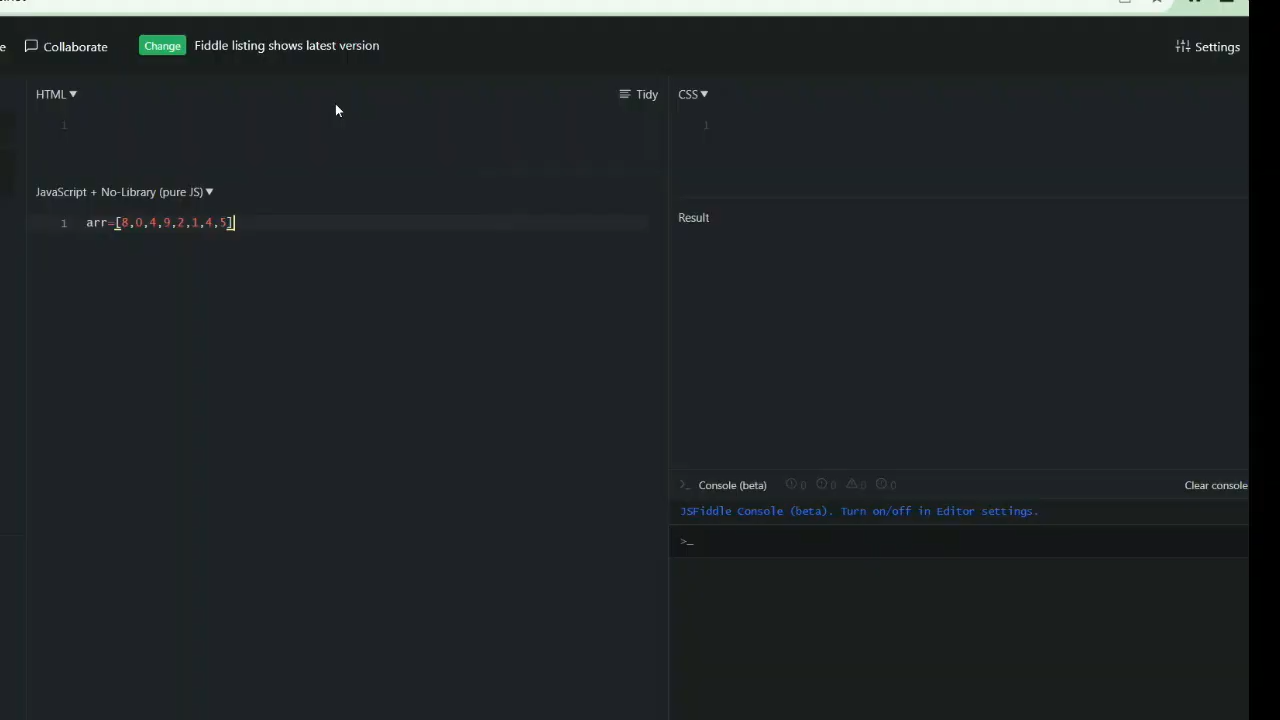 Collaborate
Change
Fiddle listing shows latest version
Settings
HTML
Tidy
CSS
1
1
JavaScript + No-Library (pure JS)
1 arr=[8,0,4,9,2,1,4,5]
Result
>_ Console (beta) 0 0 0 0 Clear console
JSFiddle Console (beta). Turn on/off in Editor settings.
>_